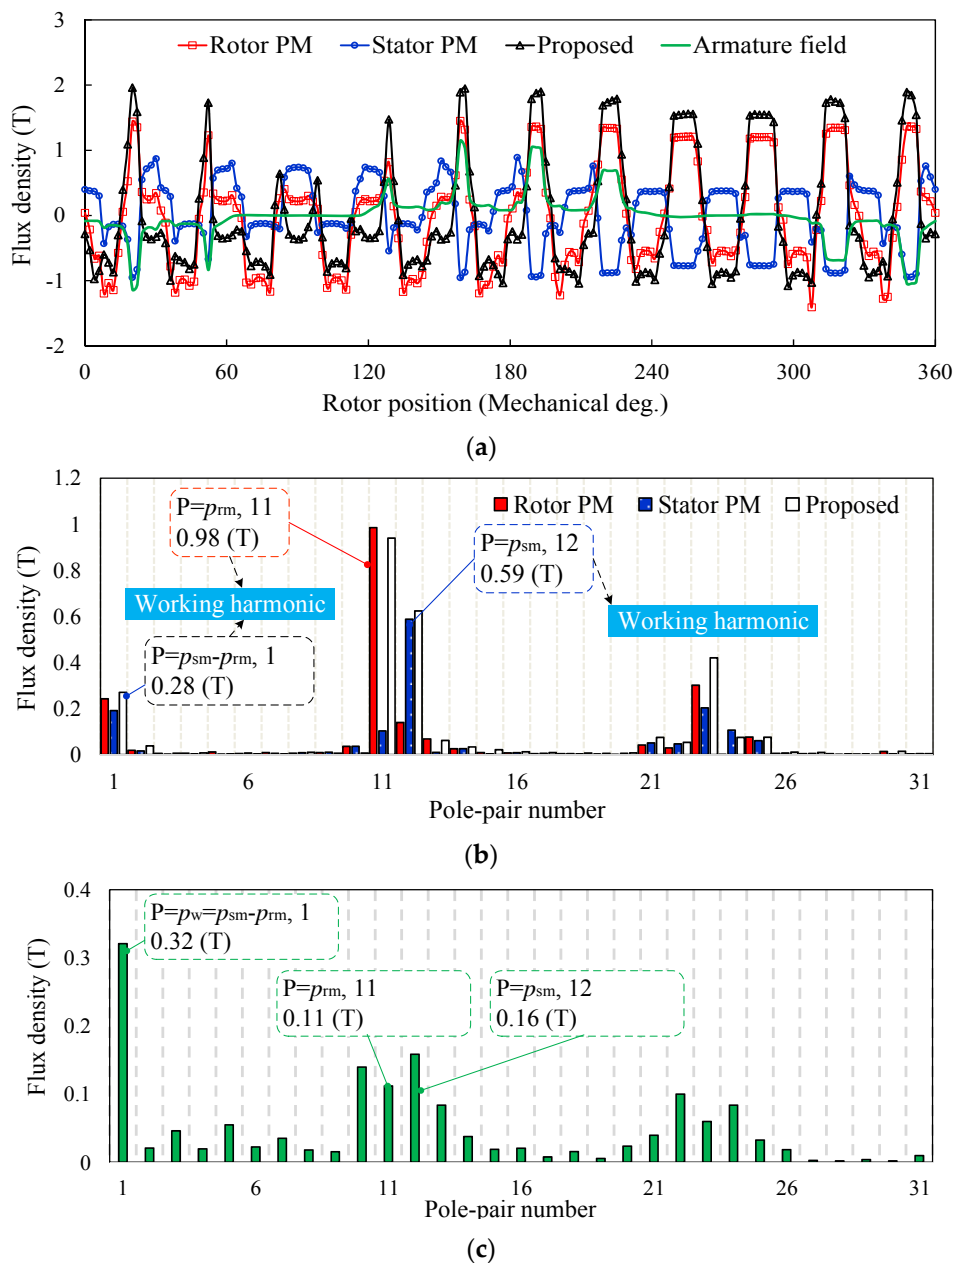 3
2
1
0
-1
-2
Flux density (T)
Rotor PM
Stator PM
Proposed
Armature field
0
60
120
180
240
300
360
Rotor position (Mechanical deg.)
(a)
1.2
1
0.8
0.6
0.4
0.2
0
Flux density (T)
Rotor PM
Stator PM
Proposed
P=prm, 11
0.98 (T)
P=psm, 12
0.59 (T)
Working harmonic
Working harmonic
P=psm-prm, 1
0.28 (T)
1
6
11
16
21
26
31
Pole-pair number
(b)
0.4
0.3
0.2
0.1
0
Flux density (T)
P=pw=psm-prm, 1
0.32 (T)
P=prm, 11
0.11 (T)
P=psm, 12
0.16 (T)
1
6
11
16
21
26
31
Pole-pair number
(c)